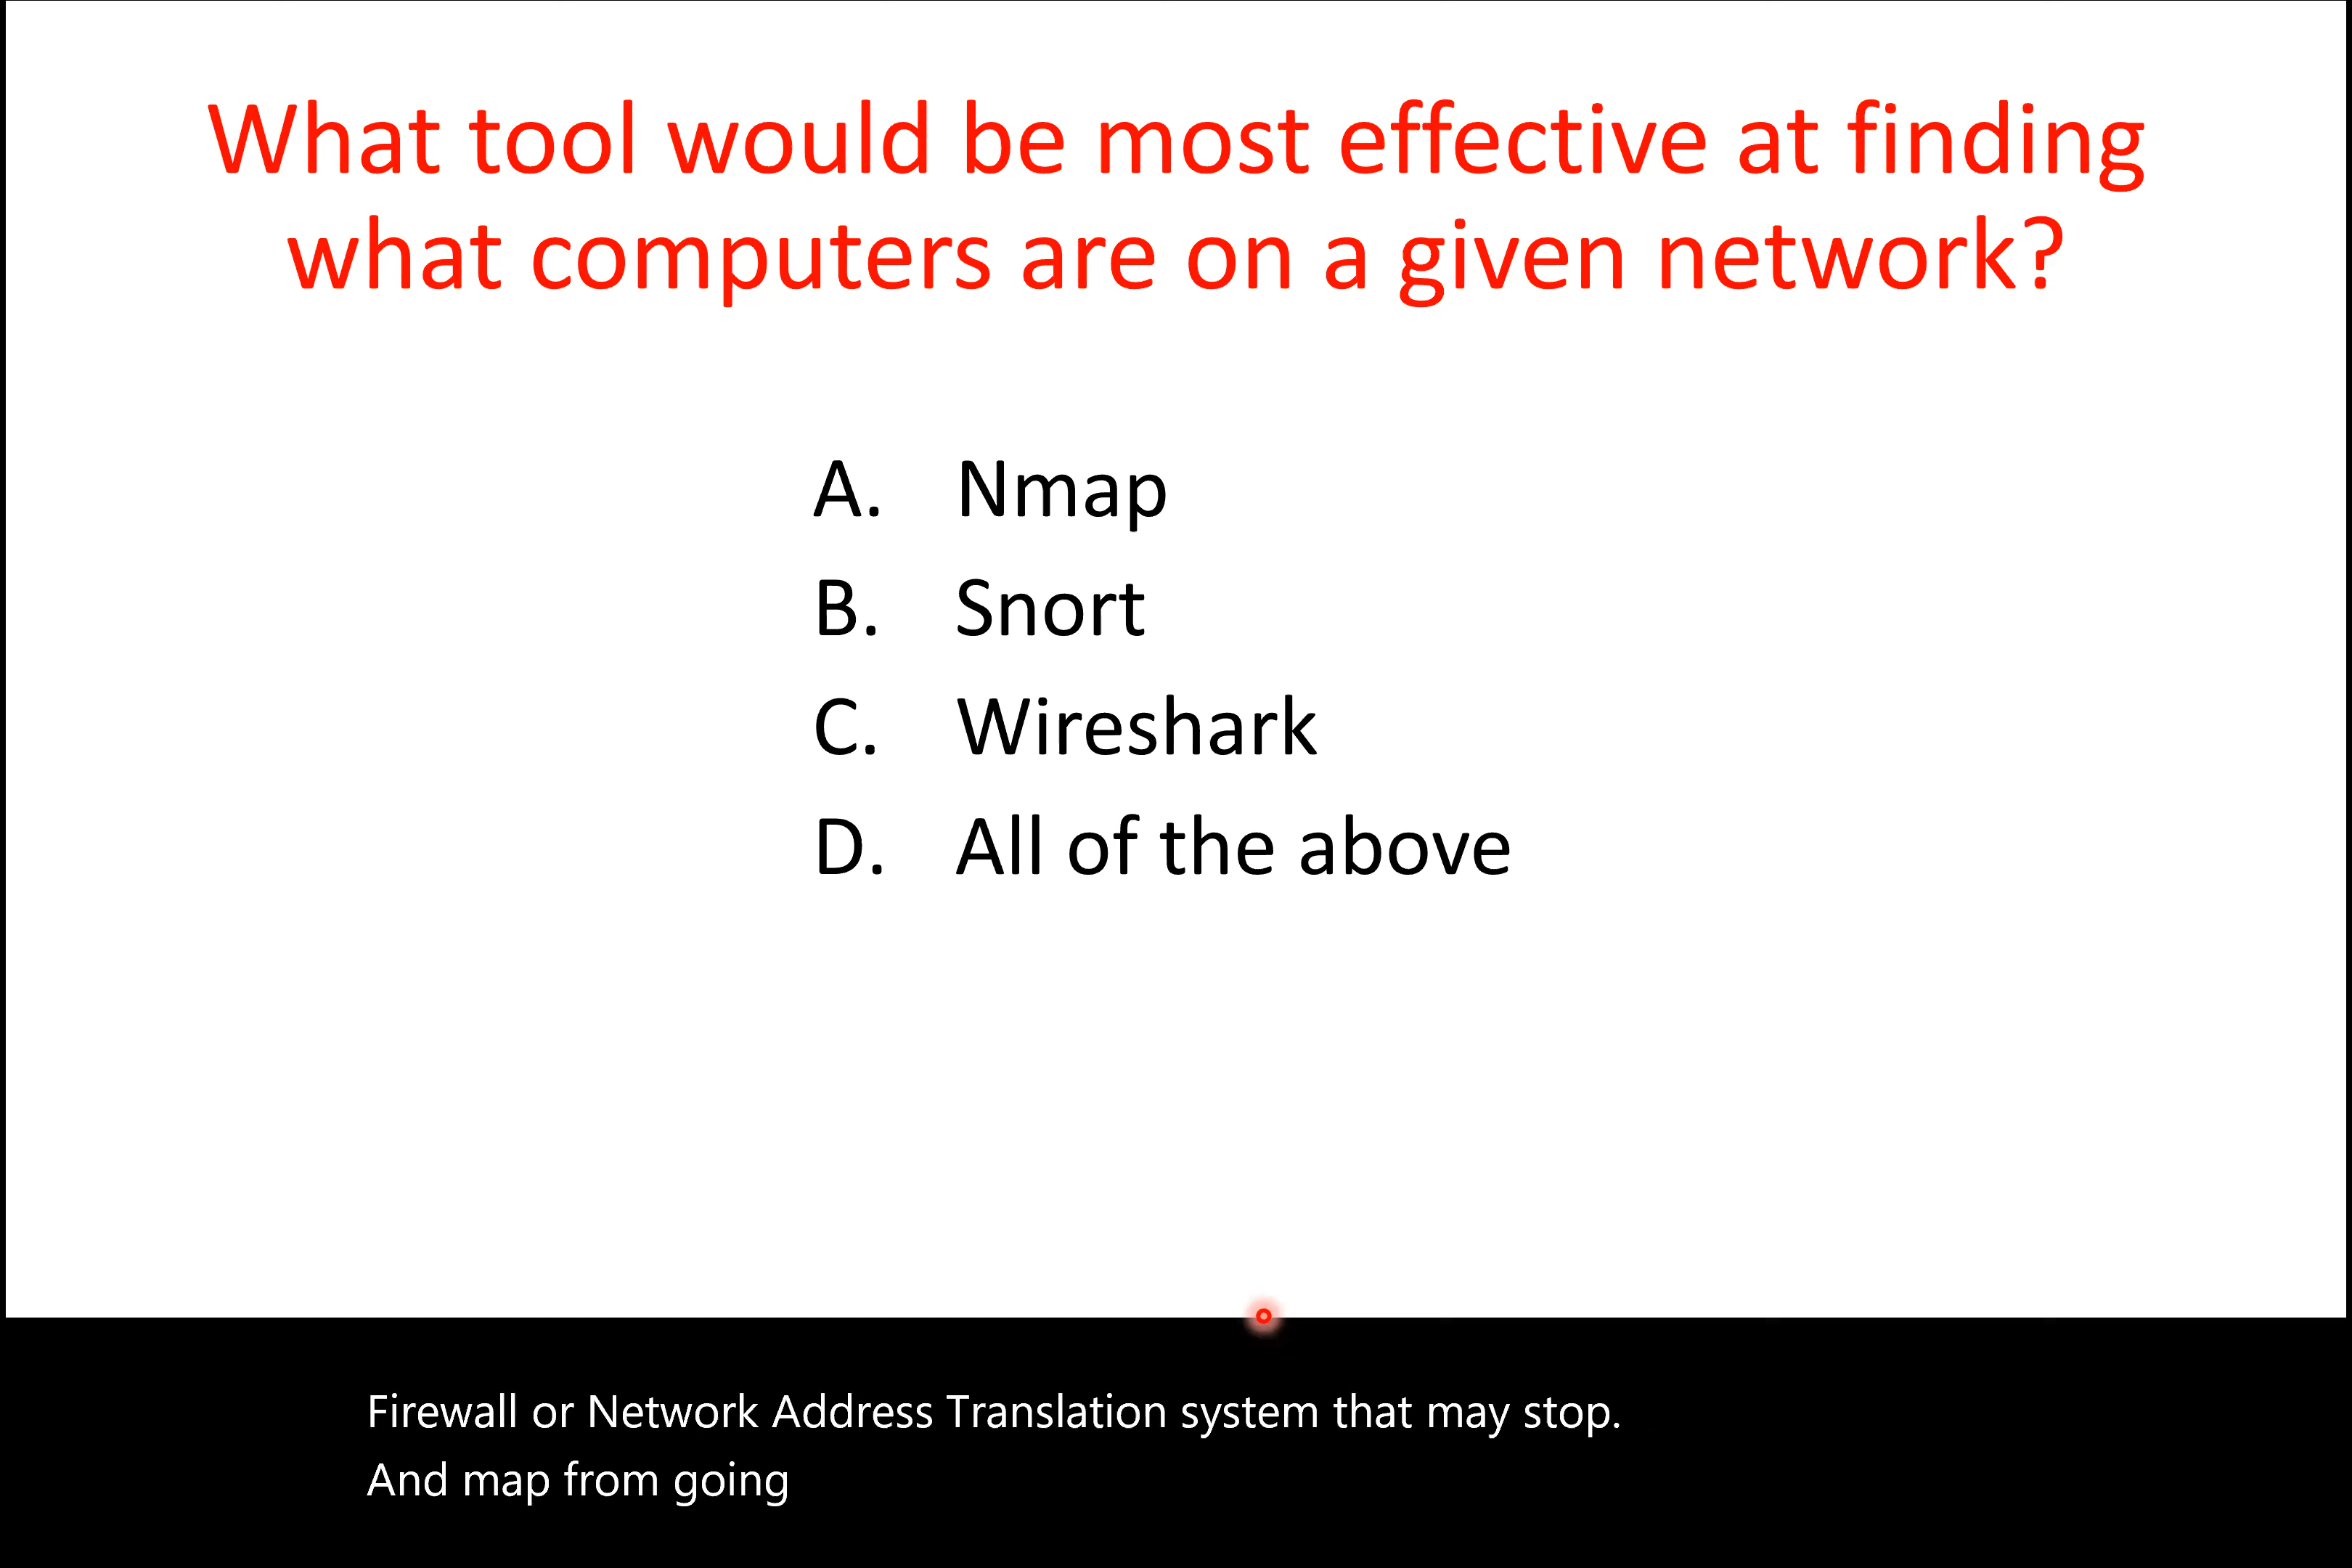 What tool would be most effective at finding
what computers are on a given network?
A. Nmap
B. Snort
C. Wireshark
D. All of the above
Firewall or Network Address Translation system that may stop.
And map from going